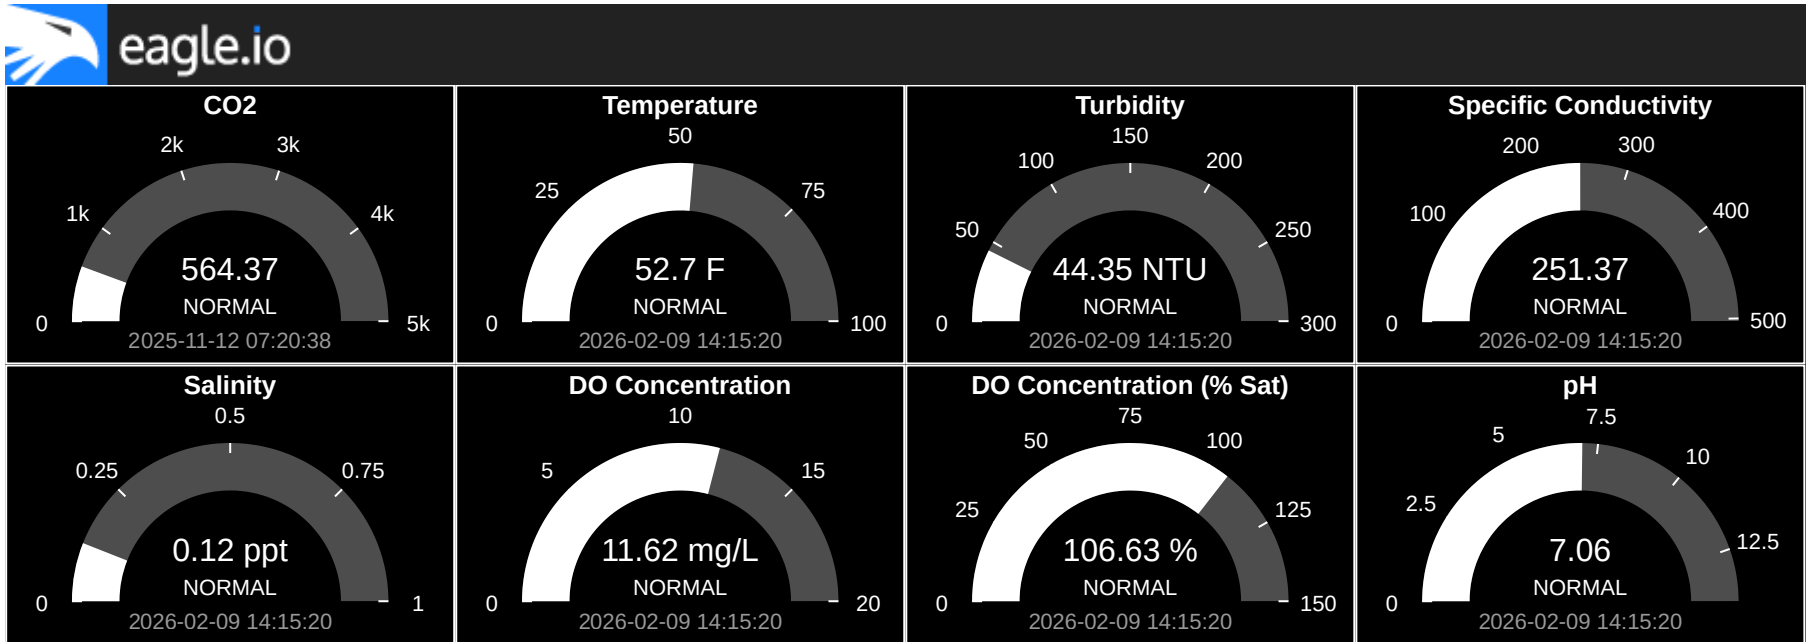 eagle.io
CO2
2k
3k
1k
4k
0
5k
564.37
NORMAL
2025-11-12 07:20:38
Temperature
50
25
75
0
100
52.7 F
NORMAL
2026-02-09 14:15:20
Turbidity
150
100
200
50
250
0
300
44.35 NTU
NORMAL
2026-02-09 14:15:20
Specific Conductivity
200
300
100
400
0
500
251.37
NORMAL
2026-02-09 14:15:20
Salinity
0.5
0.25
0.75
0
1
0.12 ppt
NORMAL
2026-02-09 14:15:20
DO Concentration
10
5
15
0
20
11.62 mg/L
NORMAL
2026-02-09 14:15:20
DO Concentration (% Sat)
75
50
100
25
125
0
150
106.63 %
NORMAL
2026-02-09 14:15:20
pH
7.5
5
10
2.5
12.5
0
7.06
NORMAL
2026-02-09 14:15:20